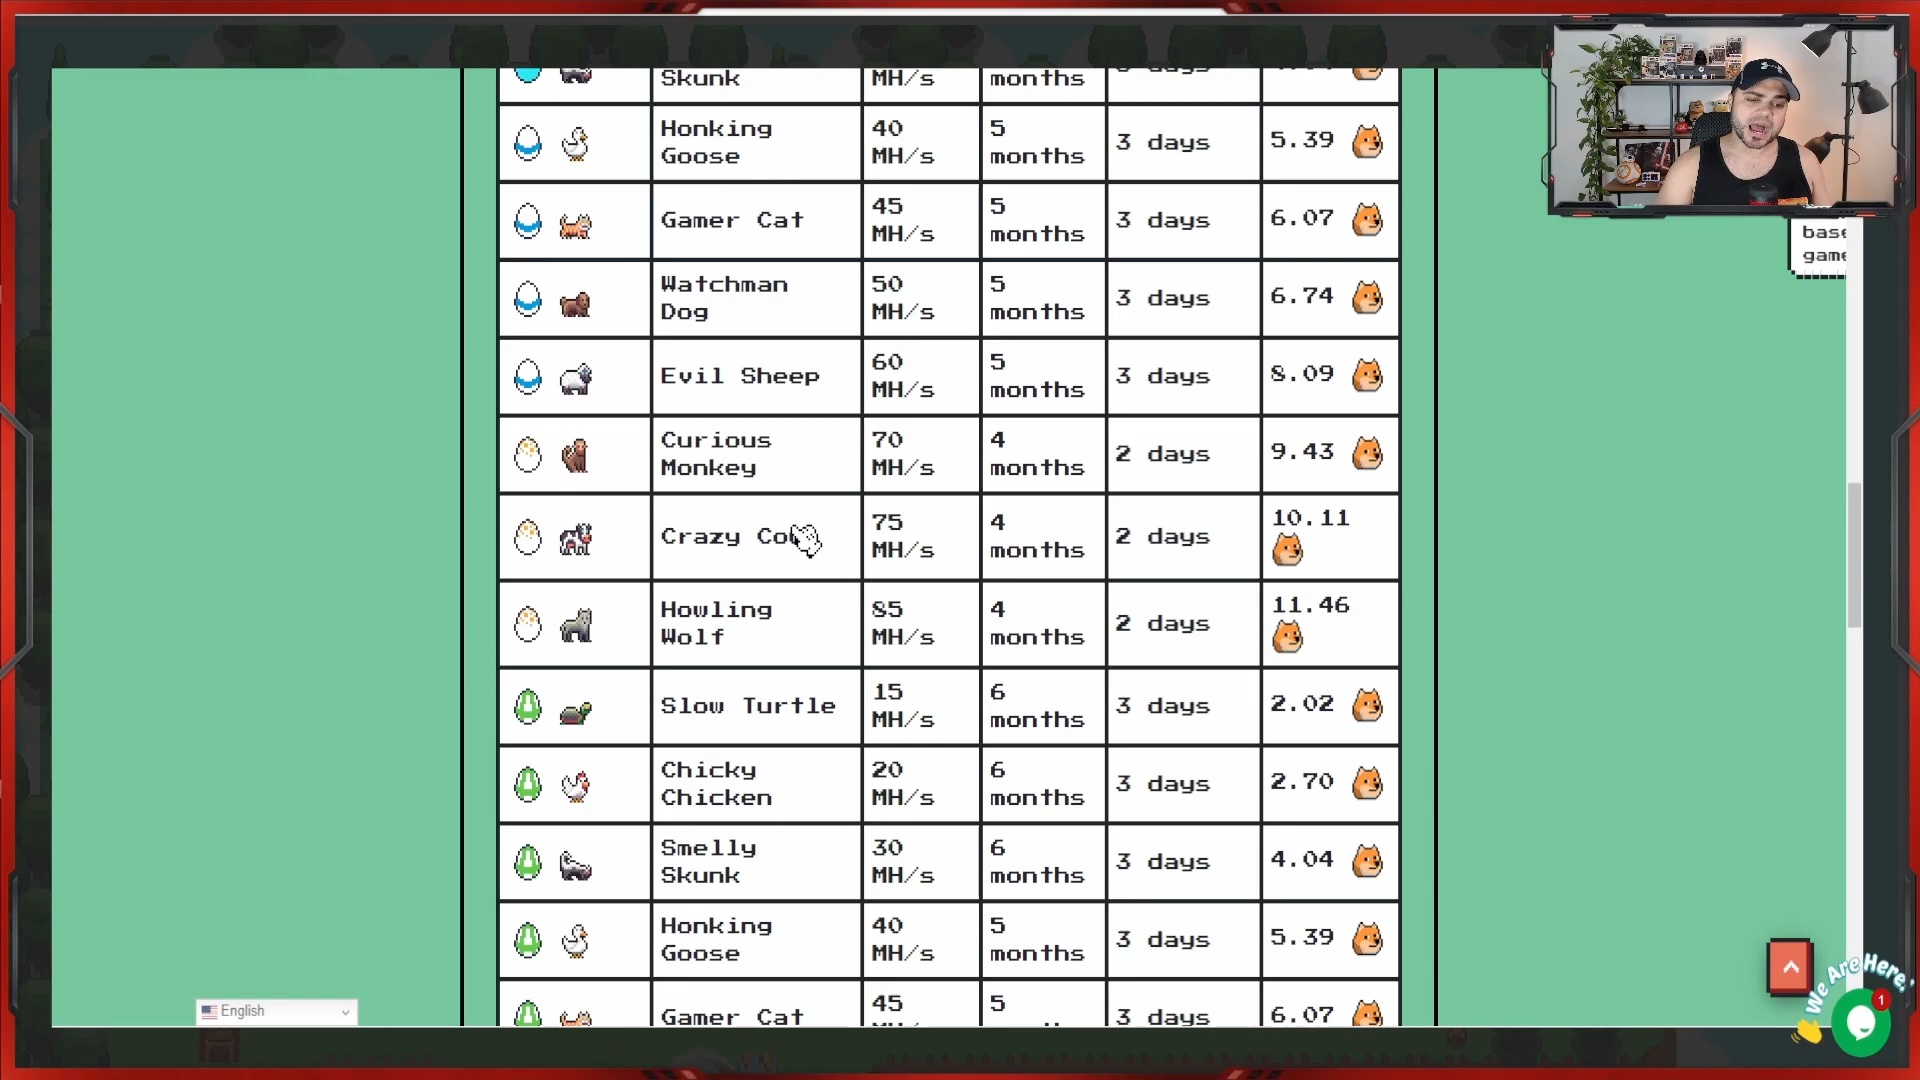 Skunk MH/s months
Honking Goose 40 MH/s 5 months 3 days 5.39
Gamer Cat 45 MH/s 5 months 3 days 6.07
Watchman Dog 50 MH/s 5 months 3 days 6.74
Evil Sheep 60 MH/s 5 months 3 days 8.09
Curious Monkey 70 MH/s 4 months 2 days 9.43
Crazy 75 MH/s 4 months 2 days 10.11
Howling Wolf 85 MH/s 4 months 2 days 11.46
Slow Turtle 15 MH/s 6 months 3 days 2.02
Chicky Chicken 20 MH/s 6 months 3 days 2.70
Smelly Skunk 30 MH/s 6 months 3 days 4.04
Honking Goose 40 MH/s 5 months 3 days 5.39
Gamer Cat 45 5 3 days 6.07
base
game
English
We Are Here!
1